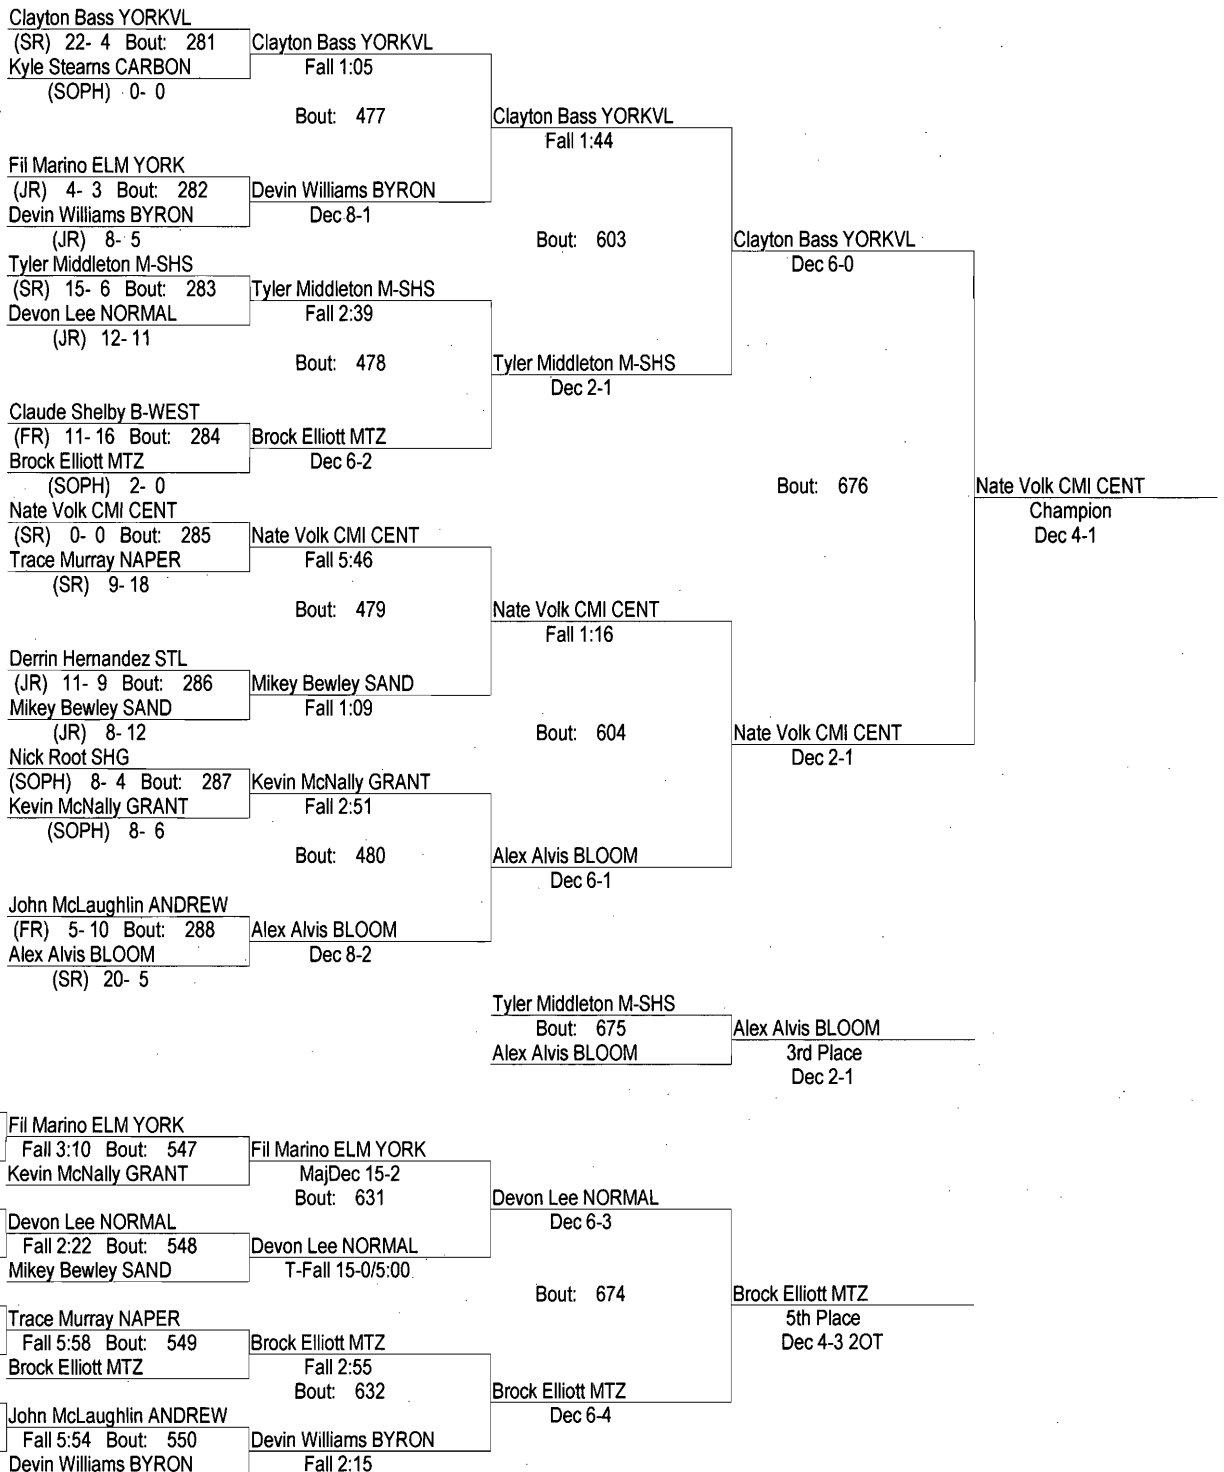 Clayton Bass YORKVL
(SR) 22- 4 Bout: 281
Kyle Stearns CARBON
(SOPH) 0- 0
Clayton Bass YORKVL
Fall 1:05
Bout: 477
Clayton Bass YORKVL
Fall 1:44
Fil Marino ELM YORK
(JR) 4- 3 Bout: 282
Devin Williams BYRON
(JR) 8- 5
Devin Williams BYRON
Dec 8-1
Bout: 603
Clayton Bass YORKVL
Dec 6-0
Tyler Middleton M-SHS
(SR) 15- 6 Bout: 283
Devon Lee NORMAL
(JR) 12- 11
Tyler Middleton M-SHS
Fall 2:39
Bout: 478
Tyler Middleton M-SHS
Dec 2-1
Claude Shelby B-WEST
(FR) 11- 16 Bout: 284
Brock Elliott MTZ
(SOPH) 2- 0
Brock Elliott MTZ
Dec 6-2
Bout: 676
Nate Volk CMI CENT
Champion
Dec 4-1
Nate Volk CMI CENT
(SR) 0- 0 Bout: 285
Trace Murray NAPER
(SR) 9- 18
Nate Volk CMI CENT
Fall 5:46
Bout: 479
Nate Volk CMI CENT
Fall 1:16
Derrin Hernandez STL
(JR) 11- 9 Bout: 286
Mikey Bewley SAND
(JR) 8- 12
Mikey Bewley SAND
Fall 1:09
Bout: 604
Nate Volk CMI CENT
Dec 2-1
Nick Root SHG
(SOPH) 8- 4 Bout: 287
Kevin McNally GRANT
(SOPH) 8- 6
Kevin McNally GRANT
Fall 2:51
Bout: 480
Alex Alvis BLOOM
Dec 6-1
John McLaughlin ANDREW
(FR) 5- 10 Bout: 288
Alex Alvis BLOOM
(SR) 20- 5
Alex Alvis BLOOM
Dec 8-2
Tyler Middleton M-SHS
Bout: 675
Alex Alvis BLOOM
Alex Alvis BLOOM
3rd Place
Dec 2-1
Fil Marino ELM YORK
Fall 3:10 Bout: 547
Kevin McNally GRANT
Fil Marino ELM YORK
MajDec 15-2
Bout: 631
Devon Lee NORMAL
Dec 6-3
Devon Lee NORMAL
Fall 2:22 Bout: 548
Mikey Bewley SAND
Devon Lee NORMAL
T-Fall 15-0/5:00
Bout: 674
Brock Elliott MTZ
5th Place
Dec 4-3 2OT
Trace Murray NAPER
Fall 5:58 Bout: 549
Brock Elliott MTZ
Brock Elliott MTZ
Fall 2:55
Bout: 632
Brock Elliott MTZ
Dec 6-4
John McLaughlin ANDREW
Fall 5:54 Bout: 550
Devin Williams BYRON
Devin Williams BYRON
Fall 2:15